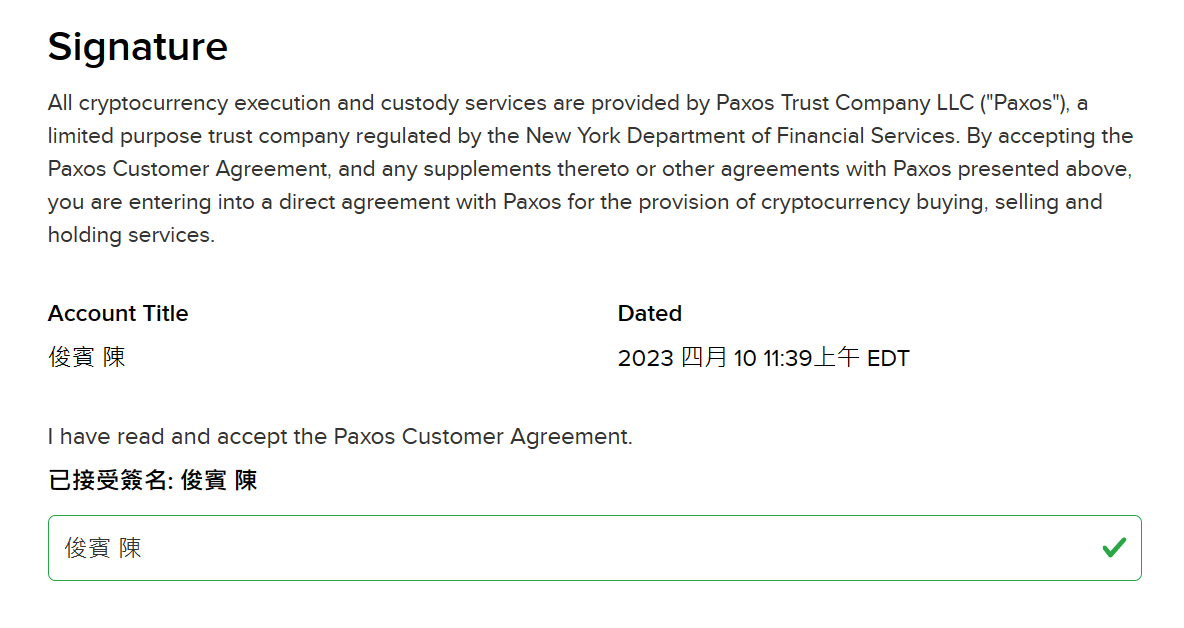 Signature
All cryptocurrency execution and custody services are provided by Paxos Trust Company LLC ("Paxos"), a
limited purpose trust company regulated by the New York Department of Financial Services. By accepting the
Paxos Customer Agreement, and any supplements thereto or other agreements with Paxos presented above,
you are entering into a direct agreement with Paxos for the provision of cryptocurrency buying, selling and
holding services.
Account Title
俊賓 陳
Dated
2023 四月 10 11:39上午 EDT
I have read and accept the Paxos Customer Agreement.
已接受簽名: 俊賓 陳
俊賓 陳